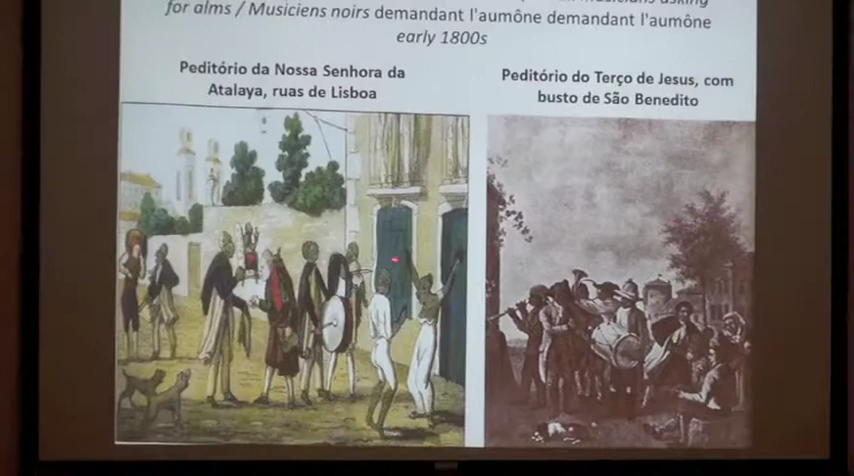 for alms / Musiciens noirs demandant l'aumône demandant l'aumône
early 1800s
Peditório da Nossa Senhora da
Atalaya, ruas de Lisboa
Peditório do Terço de Jesus, com
busto de São Benedito